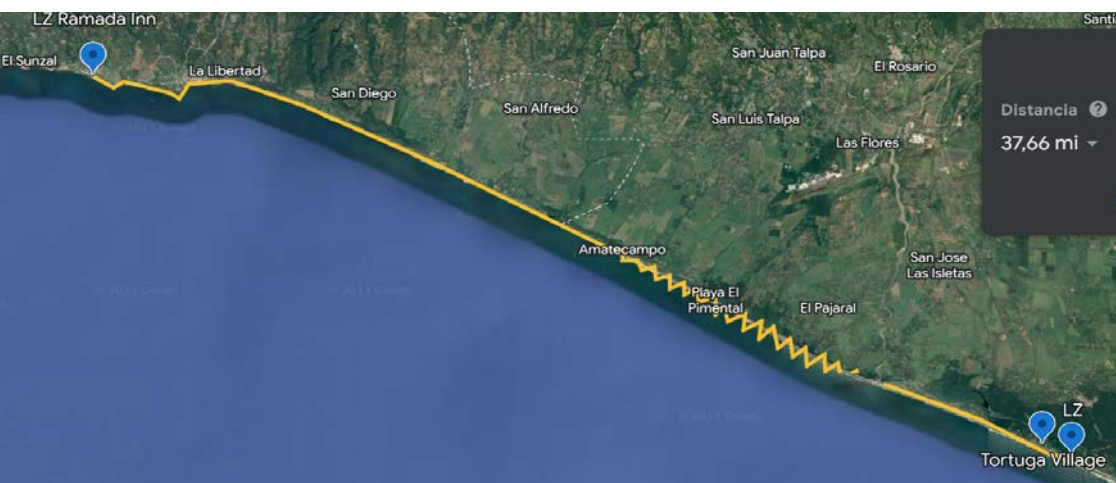 LZ Ramada Inn
Santi
El Sunzal
La Libertad
San Diego
San Juan Talpa
El Rosario
San Alfredo
San Luis Talpa
Las Flores
Distancia
37,66 mi
Amatecampo
San Jose
Las Isletas
Playa El
Pimental
El Pajaral
LZ
Tortuga Village